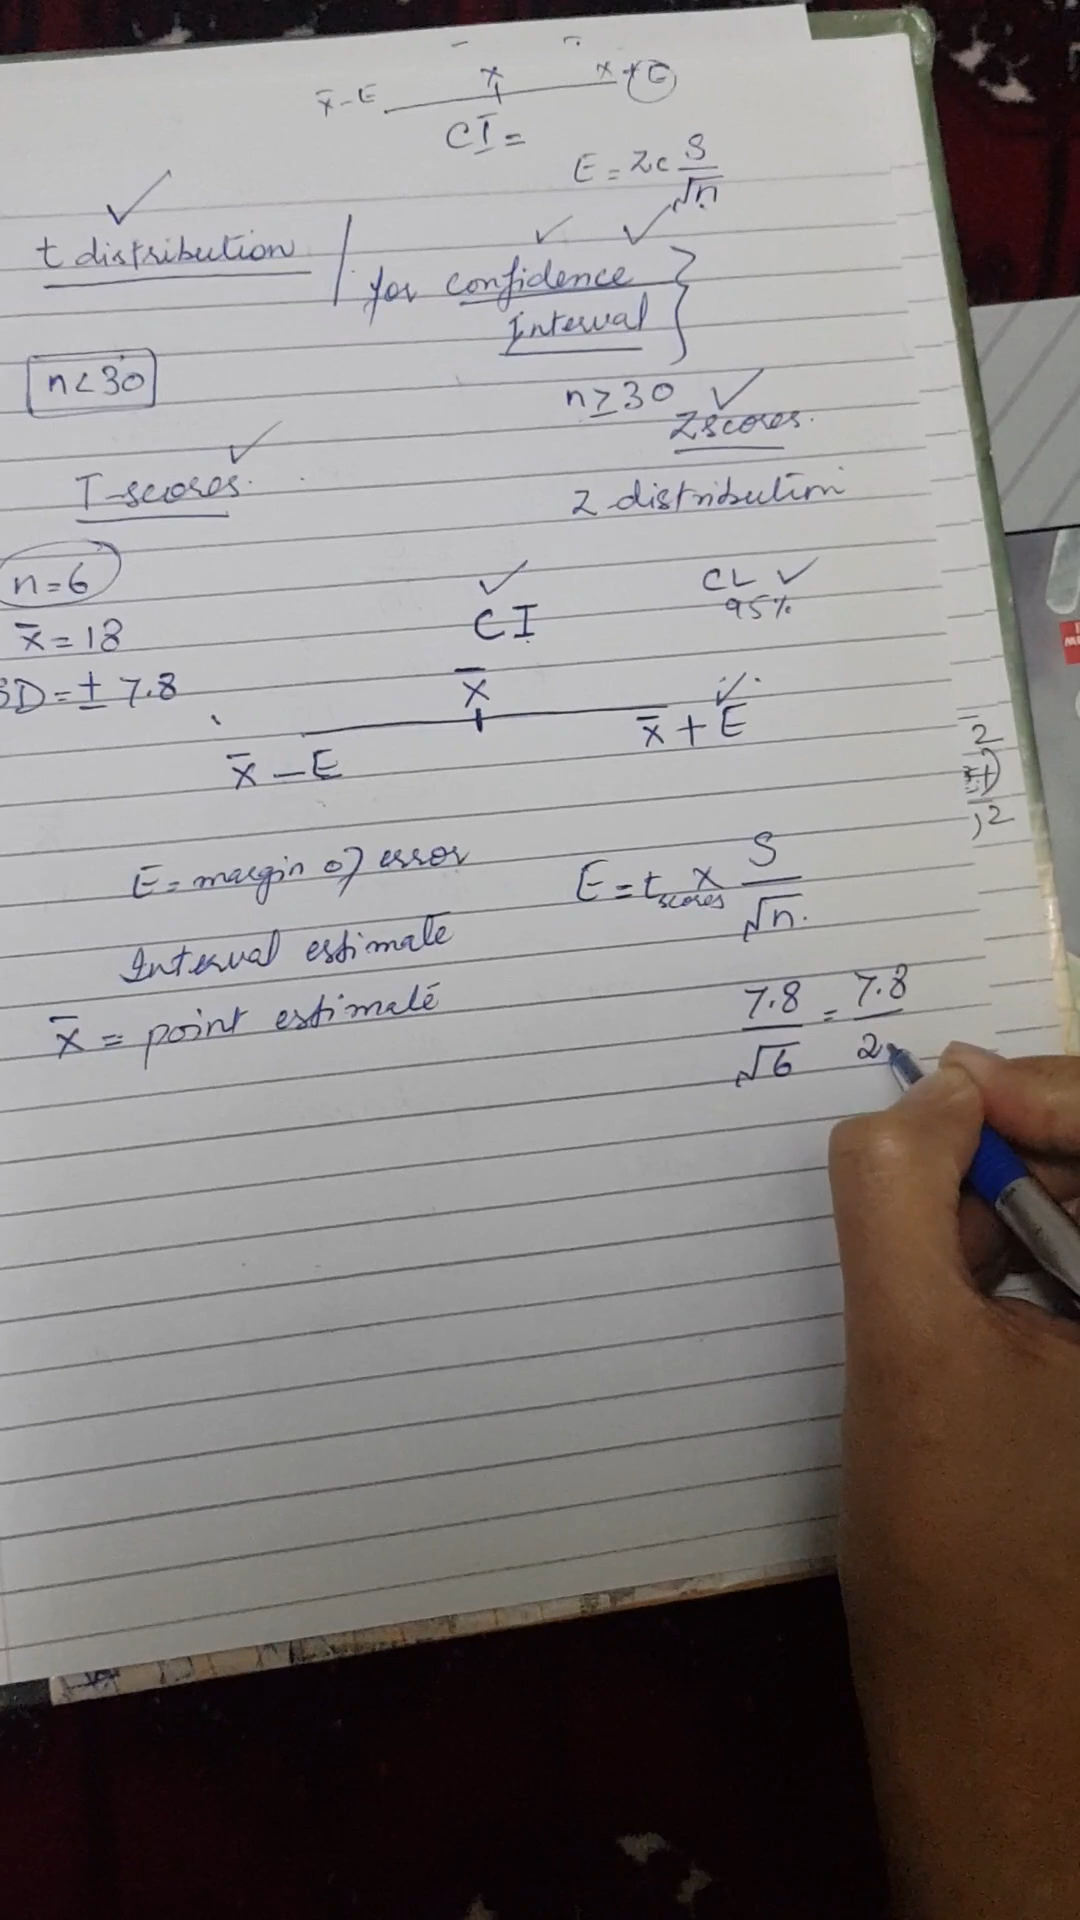 x̄-E x x+E
CI=
E = Zc S/√n
t distribution / for confidence
Interval
n<30
n≥30
Z scores.
T-scores.
Z distribution
n=6
CL
95%
CI
x̄=18
SD=± 7.8
x̄
x̄-E
x̄+E
E= margin of error
E = t scores x S/√n.
Interval estimate
x̄ = point estimate
7.8/√6 = 7.8/2